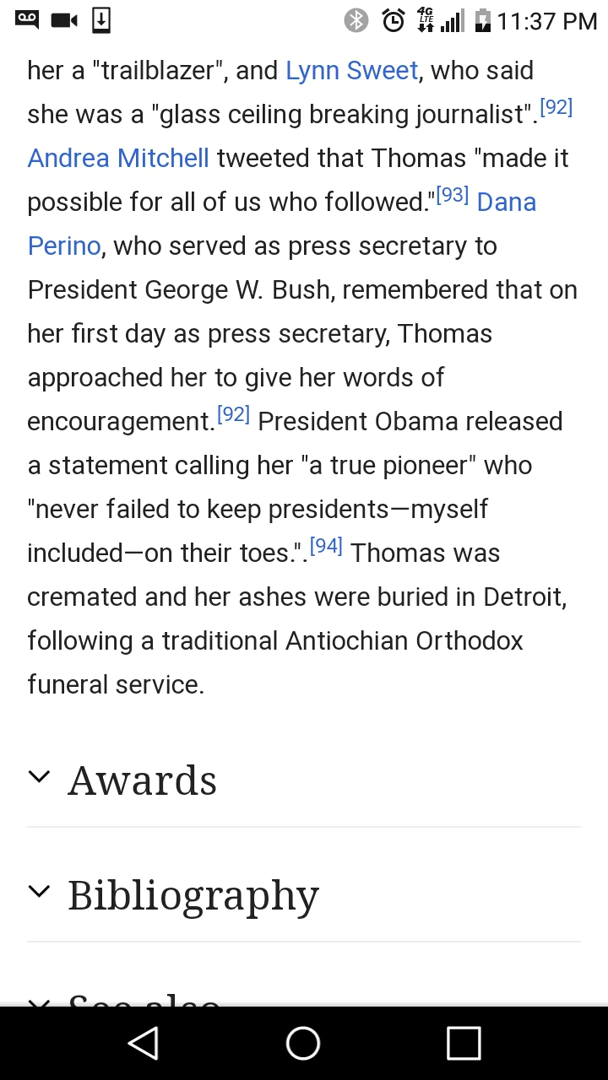 4G LTE 11:37 PM
her a "trailblazer", and Lynn Sweet, who said
she was a "glass ceiling breaking journalist".[92]
Andrea Mitchell tweeted that Thomas "made it
possible for all of us who followed."[93] Dana
Perino, who served as press secretary to
President George W. Bush, remembered that on
her first day as press secretary, Thomas
approached her to give her words of
encouragement.[92] President Obama released
a statement calling her "a true pioneer" who
"never failed to keep presidents—myself
included—on their toes.".[94] Thomas was
cremated and her ashes were buried in Detroit,
following a traditional Antiochian Orthodox
funeral service.
Awards
Bibliography
See also